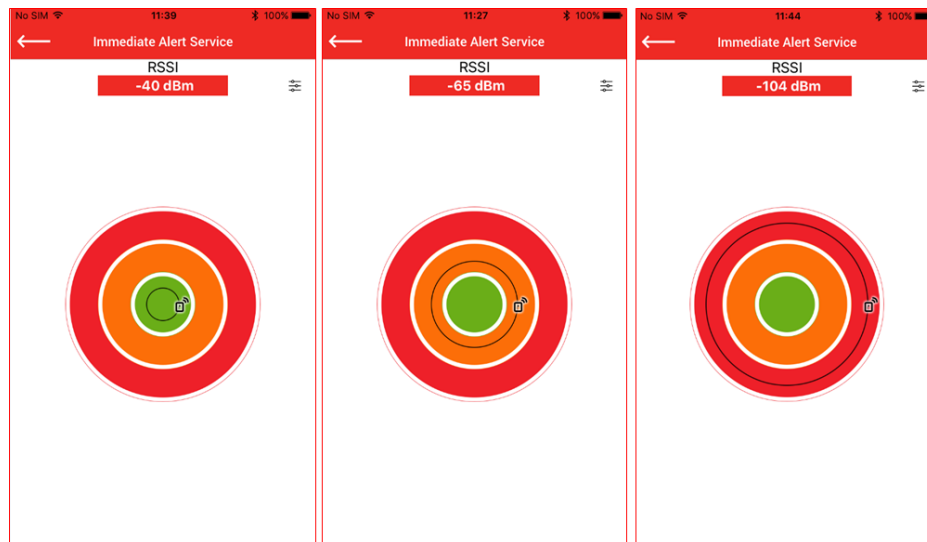 No SIM 11:39 100%
Immediate Alert Service
RSSI
-40 dBm
No SIM 11:27 100%
Immediate Alert Service
RSSI
-65 dBm
No SIM 11:44 100%
Immediate Alert Service
RSSI
-104 dBm